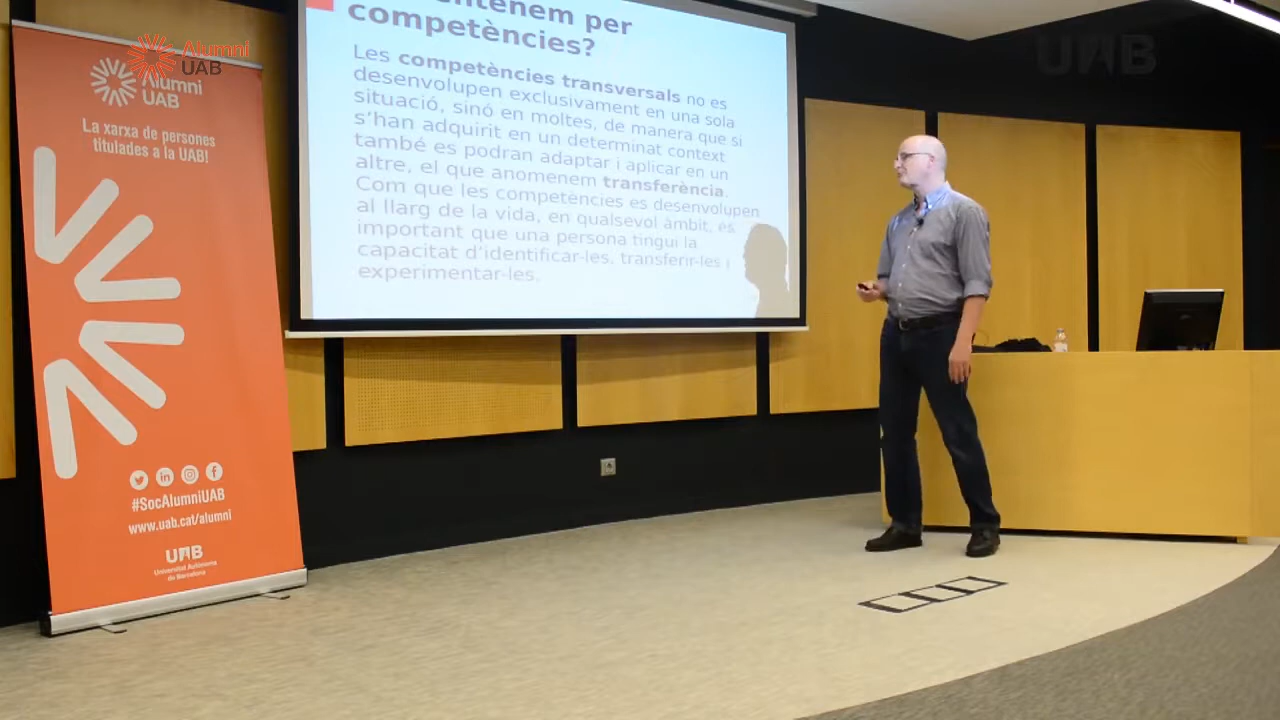 Alumni
UAB
Alumni
UAB
La xarxa de persones
titulades a la UAB!
#SocAlumniUAB
www.uab.cat/alumni
UAB
Universitat Autònoma
de Barcelona
entenem per
competències?
Les competències transversals no es
desenvolupen exclusivament en una sola
situació, sinó en moltes, de manera que si
s'han adquirit en un determinat context
també es podran adaptar i aplicar en un
altre, el que anomenem transferència.
Com que les competències es desenvolupen
al llarg de la vida, en qualsevol àmbit, és
important que una persona tingui la
capacitat d'identificar-les, transferir-les i
experimentar-les.
UAB